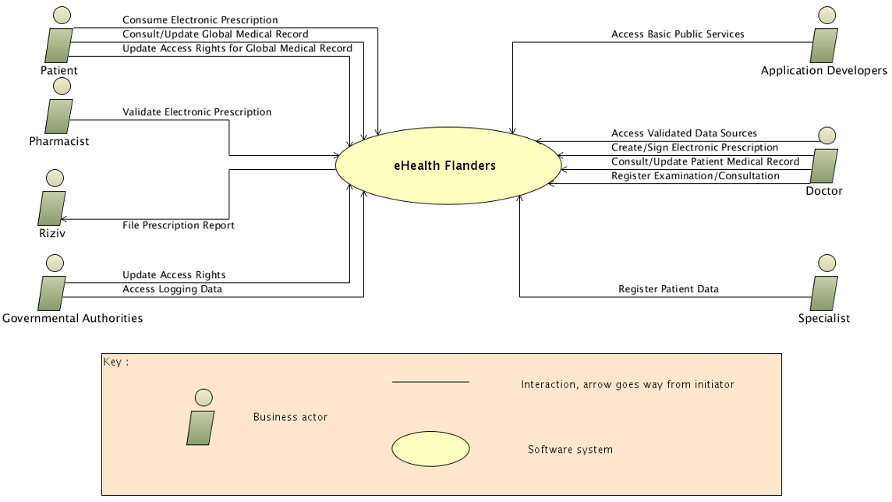 Consume Electronic Prescription
Consult/Update Global Medical Record
Update Access Rights for Global Medical Record
Patient
Validate Electronic Prescription
Pharmacist
File Prescription Report
Riziv
Update Access Rights
Access Logging Data
Governmental Authorities
eHealth Flanders
Access Basic Public Services
Application Developers
Access Validated Data Sources
Create/Sign Electronic Prescription
Consult/Update Patient Medical Record
Register Examination/Consultation
Doctor
Register Patient Data
Specialist
Key :
Business actor
Interaction, arrow goes way from initiator
Software system